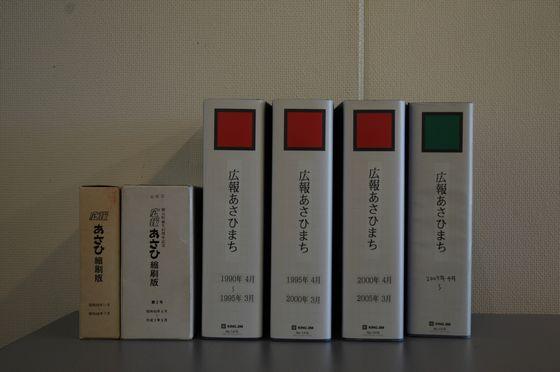 広報
あさひ
縮刷版
広報
あさひ
縮刷版
第2号
広報あさひまち
1990年 4月
~
1995年 3月
KING JIM
広報あさひまち
1995年 4月
~
2000年 3月
KING JIM
広報あさひまち
2000年 4月
~
2005年 3月
KING JIM
広報あさひまち
2005年 4月
~
KING JIM